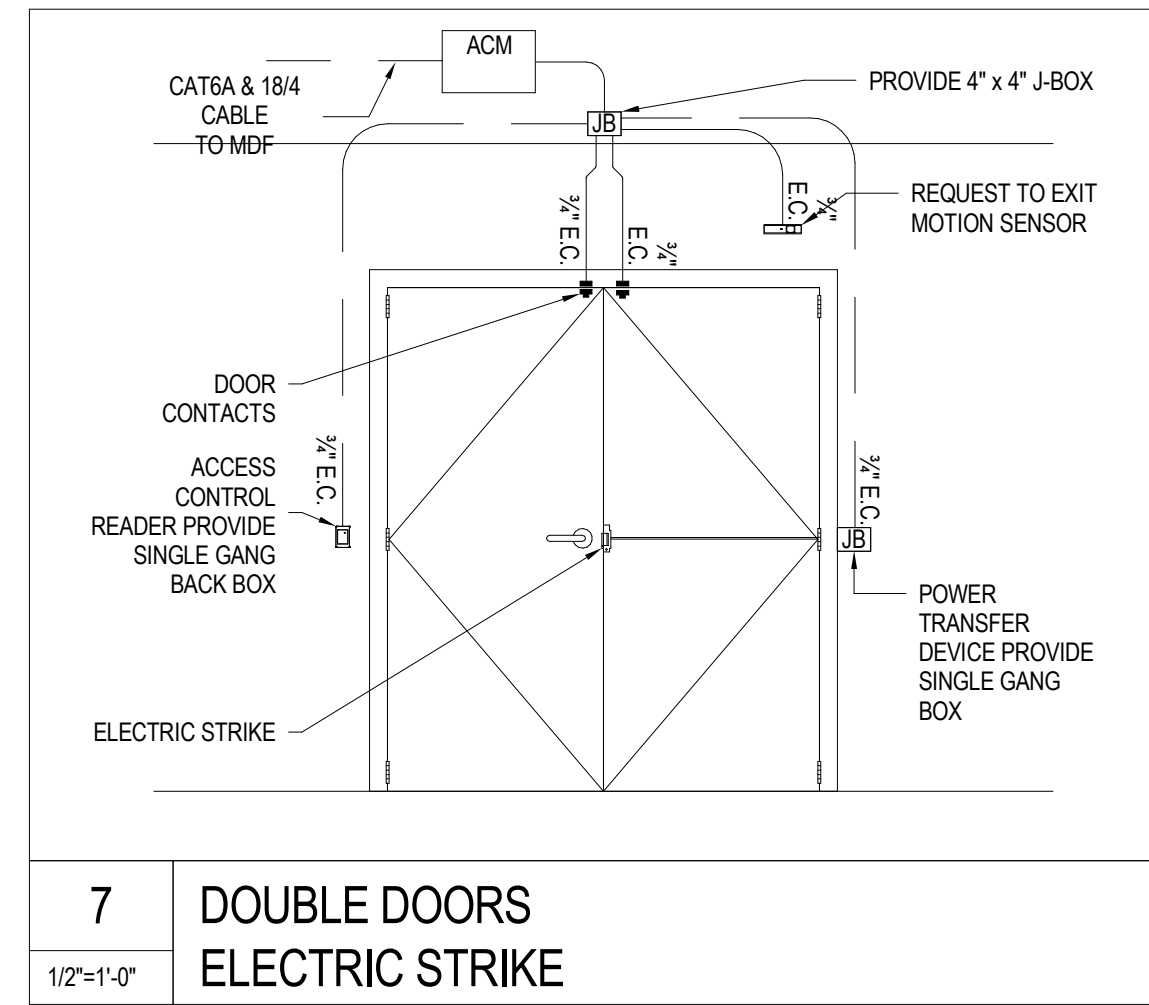 ACM
CAT6A & 18/4
CABLE
TO MDF
PROVIDE 4" x 4" J-BOX
JB
REQUEST TO EXIT
MOTION SENSOR
¾"
E.C.
¾" E.C.
¾"
E.C.
DOOR
CONTACTS
¾" E.C.
ACCESS
CONTROL
READER PROVIDE
SINGLE GANG
BACK BOX
¾" E.C.
JB
POWER
TRANSFER
DEVICE PROVIDE
SINGLE GANG
BOX
ELECTRIC STRIKE
7
1/2"=1'-0"
DOUBLE DOORS
ELECTRIC STRIKE